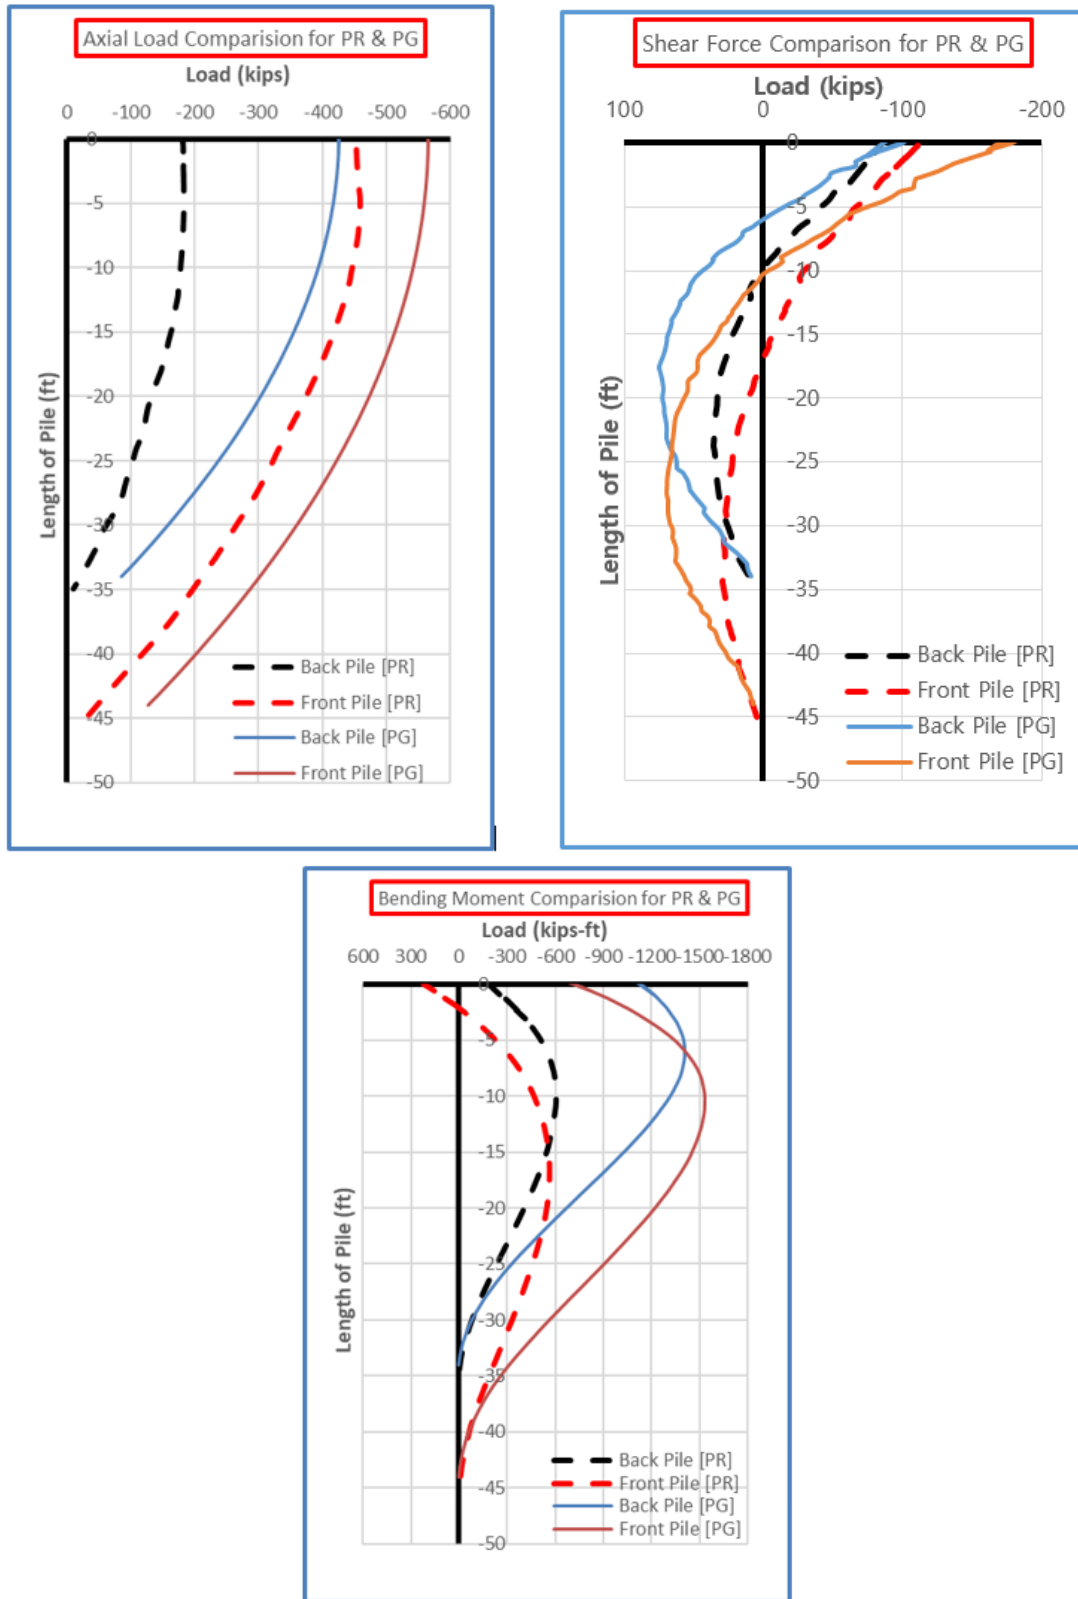 Axial Load Comparision for PR & PG
Load (kips)
0 -100 -200 -300 -400 -500 -600
0
-5
-10
-15
-20
-25
-30
-35
-40
-45
-50
Length of Pile (ft)
Back Pile [PR]
Front Pile [PR]
Back Pile [PG]
Front Pile [PG]
Shear Force Comparison for PR & PG
Load (kips)
100 0 -100 -200
0
-5
-10
-15
-20
-25
-30
-35
-40
-45
-50
Length of Pile (ft)
Back Pile [PR]
Front Pile [PR]
Back Pile [PG]
Front Pile [PG]
Bending Moment Comparision for PR & PG
Load (kips-ft)
600 300 0 -300 -600 -900 -1200 -1500 -1800
0
-5
-10
-15
-20
-25
-30
-35
-40
-45
-50
Length of Pile (ft)
Back Pile [PR]
Front Pile [PR]
Back Pile [PG]
Front Pile [PG]